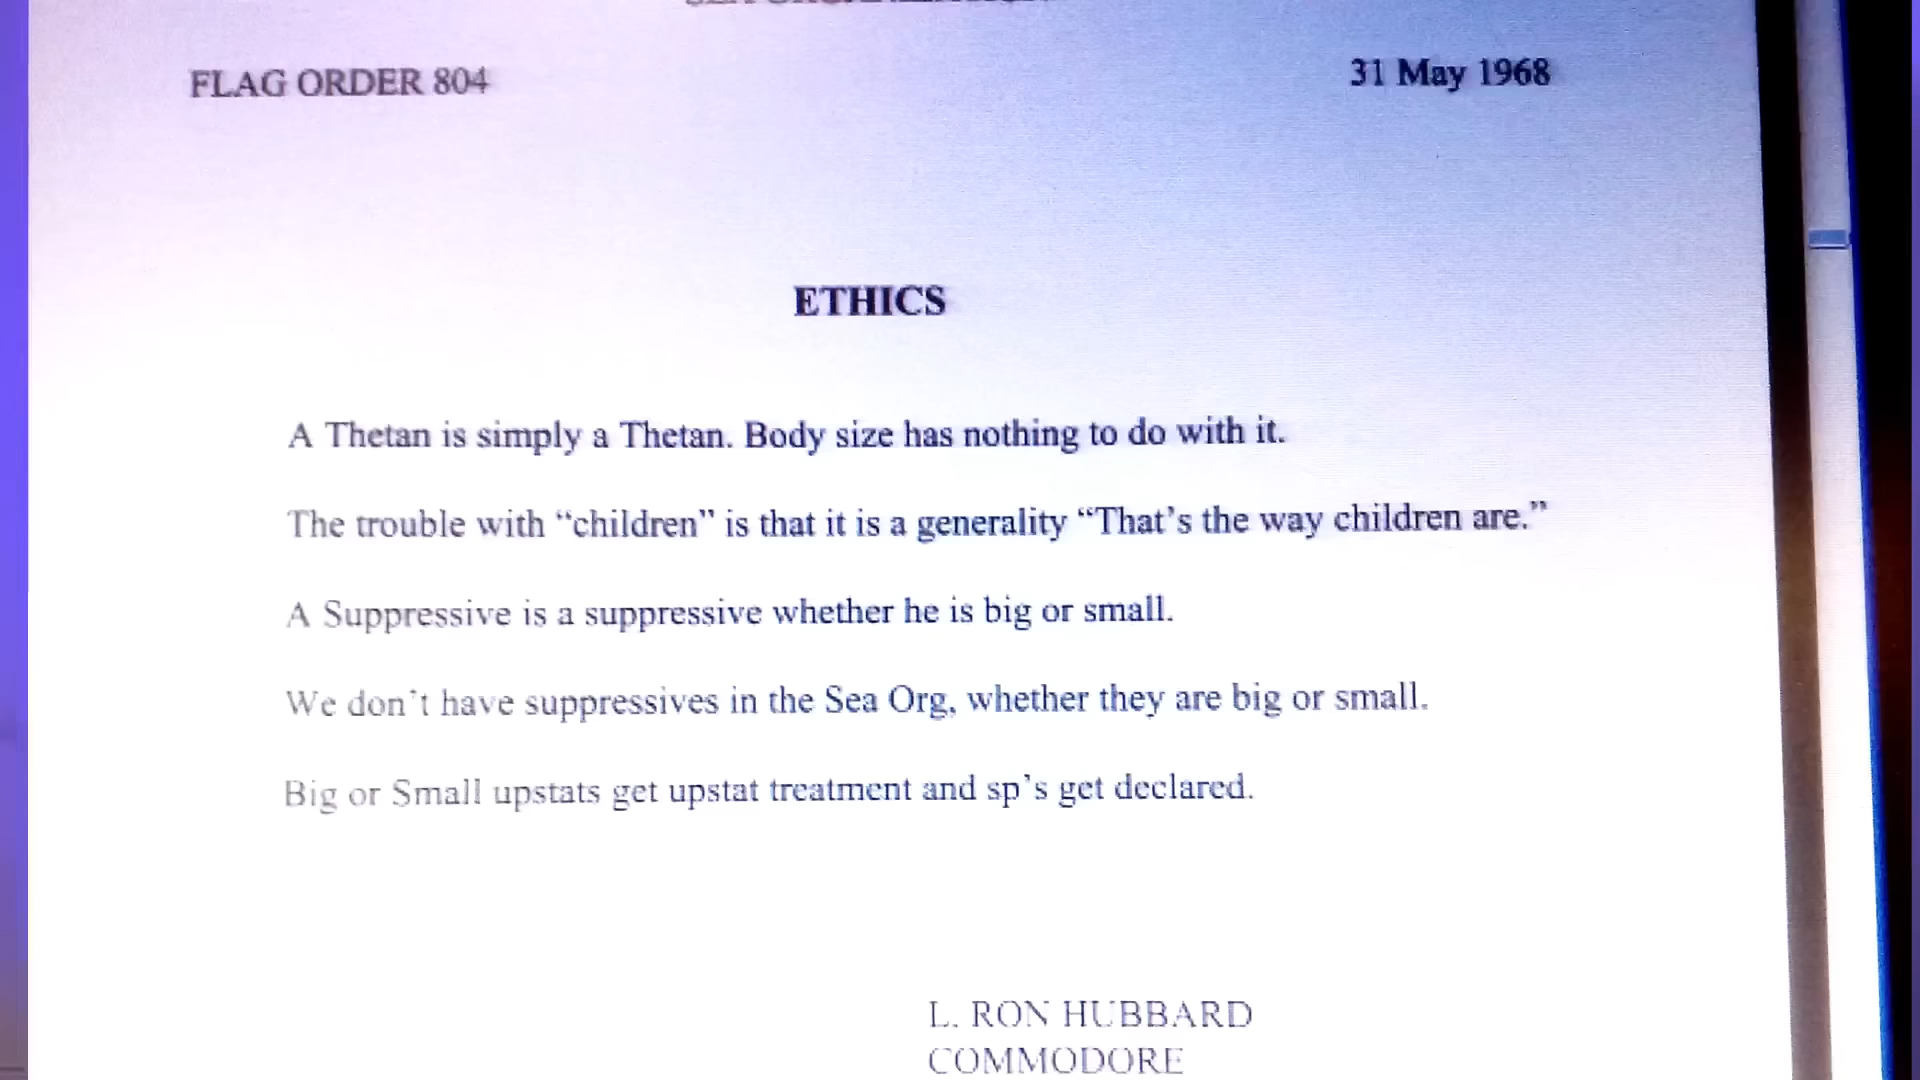 FLAG ORDER 804
31 May 1968
ETHICS
A Thetan is simply a Thetan. Body size has nothing to do with it.
The trouble with “children” is that it is a generality “That’s the way children are.”
A Suppressive is a suppressive whether he is big or small.
We don’t have suppressives in the Sea Org, whether they are big or small.
Big or Small upstats get upstat treatment and sp’s get declared.
L. RON HUBBARD
COMMODORE